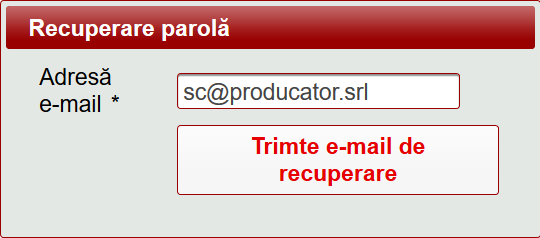 Recuperare parolă
Adresă
e-mail *
sc@producator.srl
Trimte e-mail de
recuperare